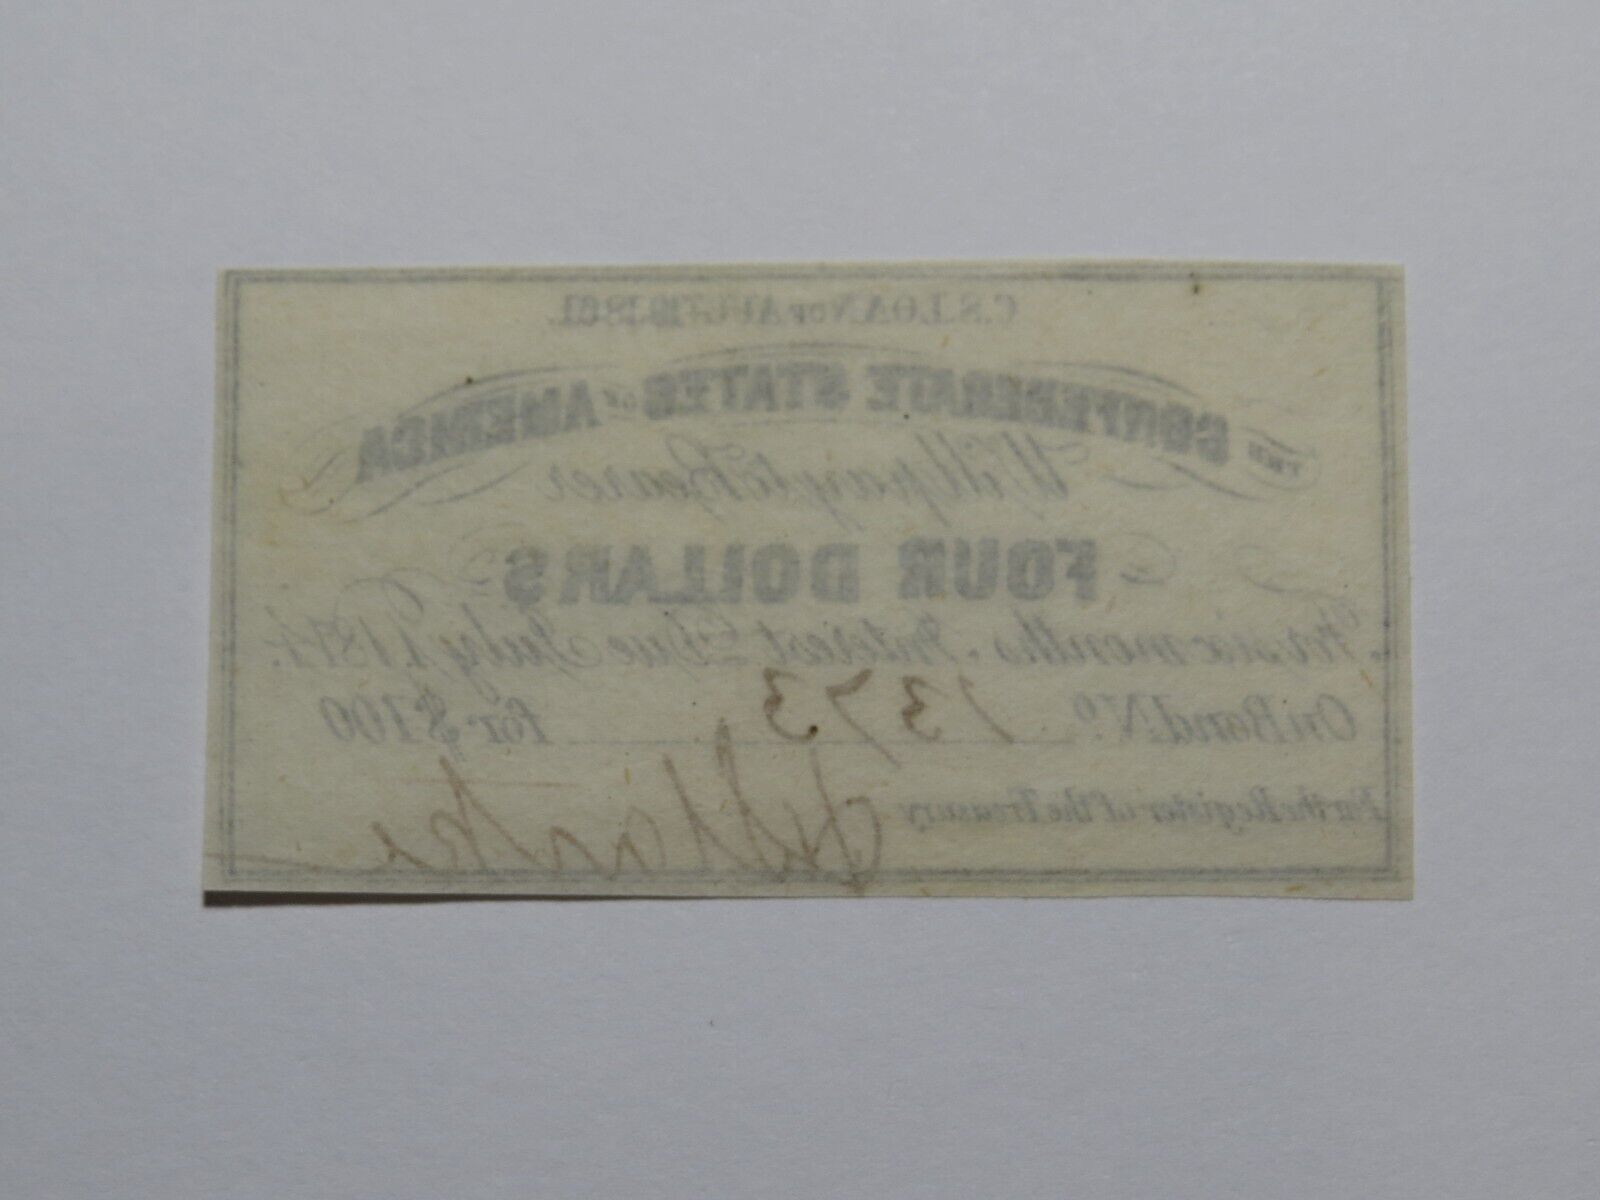 C.S. LOAN OF AUG. 19, 1861.
THE CONFEDERATE STATES OF AMERICA
Will pay to Bearer
FOUR DOLLARS
For six months Interest Due July 1, 1874.
On Bond No. 1373 for $100
For the Register of the Treasury